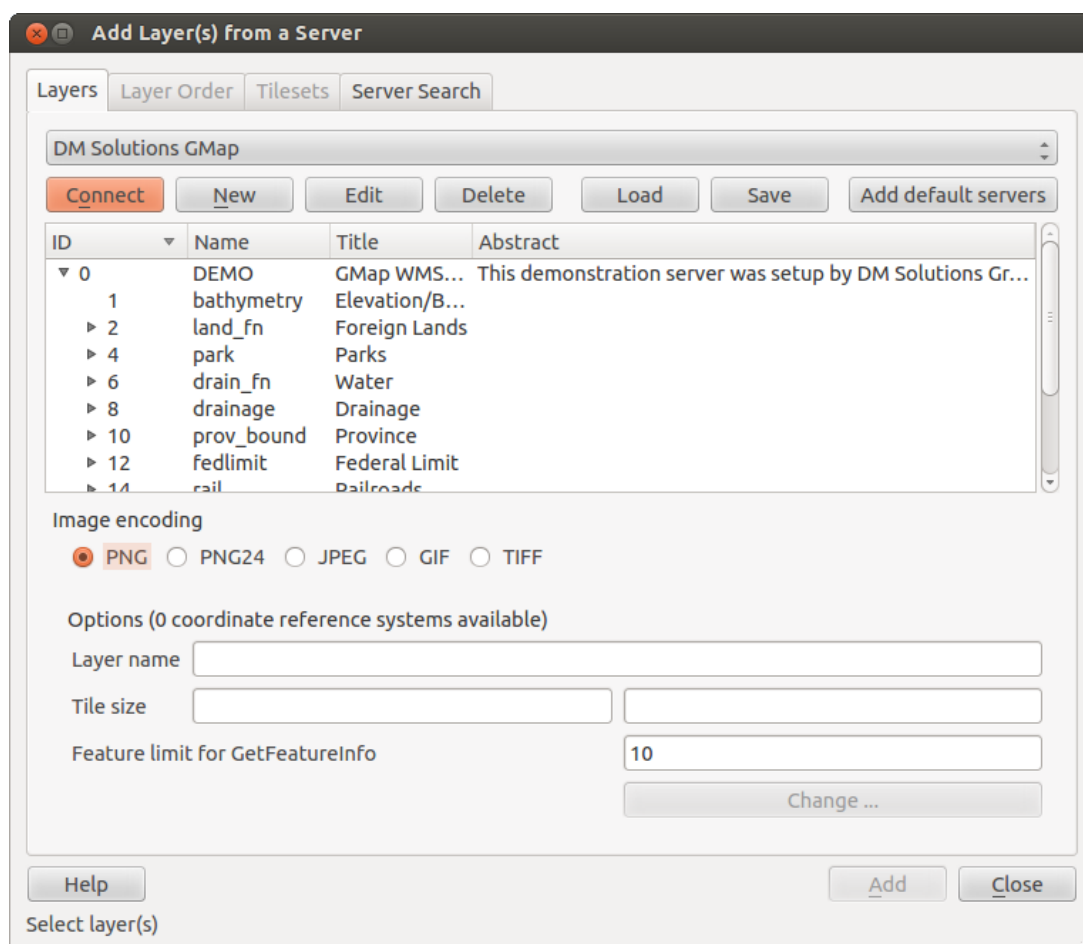 Add Layer(s) from a Server
Layers Layer Order Tilesets Server Search
DM Solutions GMap
Connect New Edit Delete Load Save Add default servers
ID Name Title Abstract
0 DEMO GMap WMS... This demonstration server was setup by DM Solutions Gr...
1 bathymetry Elevation/B...
2 land_fn Foreign Lands
4 park Parks
6 drain_fn Water
8 drainage Drainage
10 prov_bound Province
12 fedlimit Federal Limit
14 rail Railroads
Image encoding
PNG PNG24 JPEG GIF TIFF
Options (0 coordinate reference systems available)
Layer name
Tile size
Feature limit for GetFeatureInfo 10
Change ...
Help Add Close
Select layer(s)